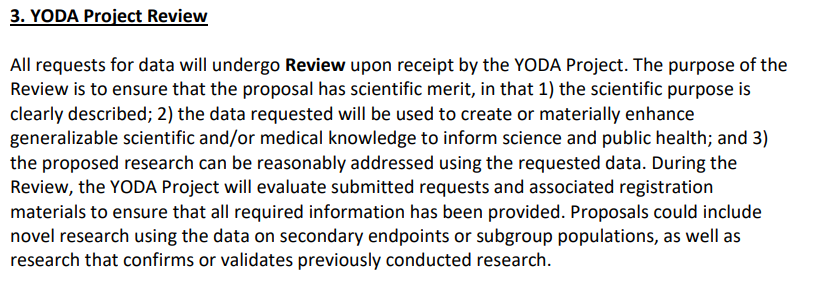 3. YODA Project Review
All requests for data will undergo Review upon receipt by the YODA Project. The purpose of the
Review is to ensure that the proposal has scientific merit, in that 1) the scientific purpose is
clearly described; 2) the data requested will be used to create or materially enhance
generalizable scientific and/or medical knowledge to inform science and public health; and 3)
the proposed research can be reasonably addressed using the requested data. During the
Review, the YODA Project will evaluate submitted requests and associated registration
materials to ensure that all required information has been provided. Proposals could include
novel research using the data on secondary endpoints or subgroup populations, as well as
research that confirms or validates previously conducted research.